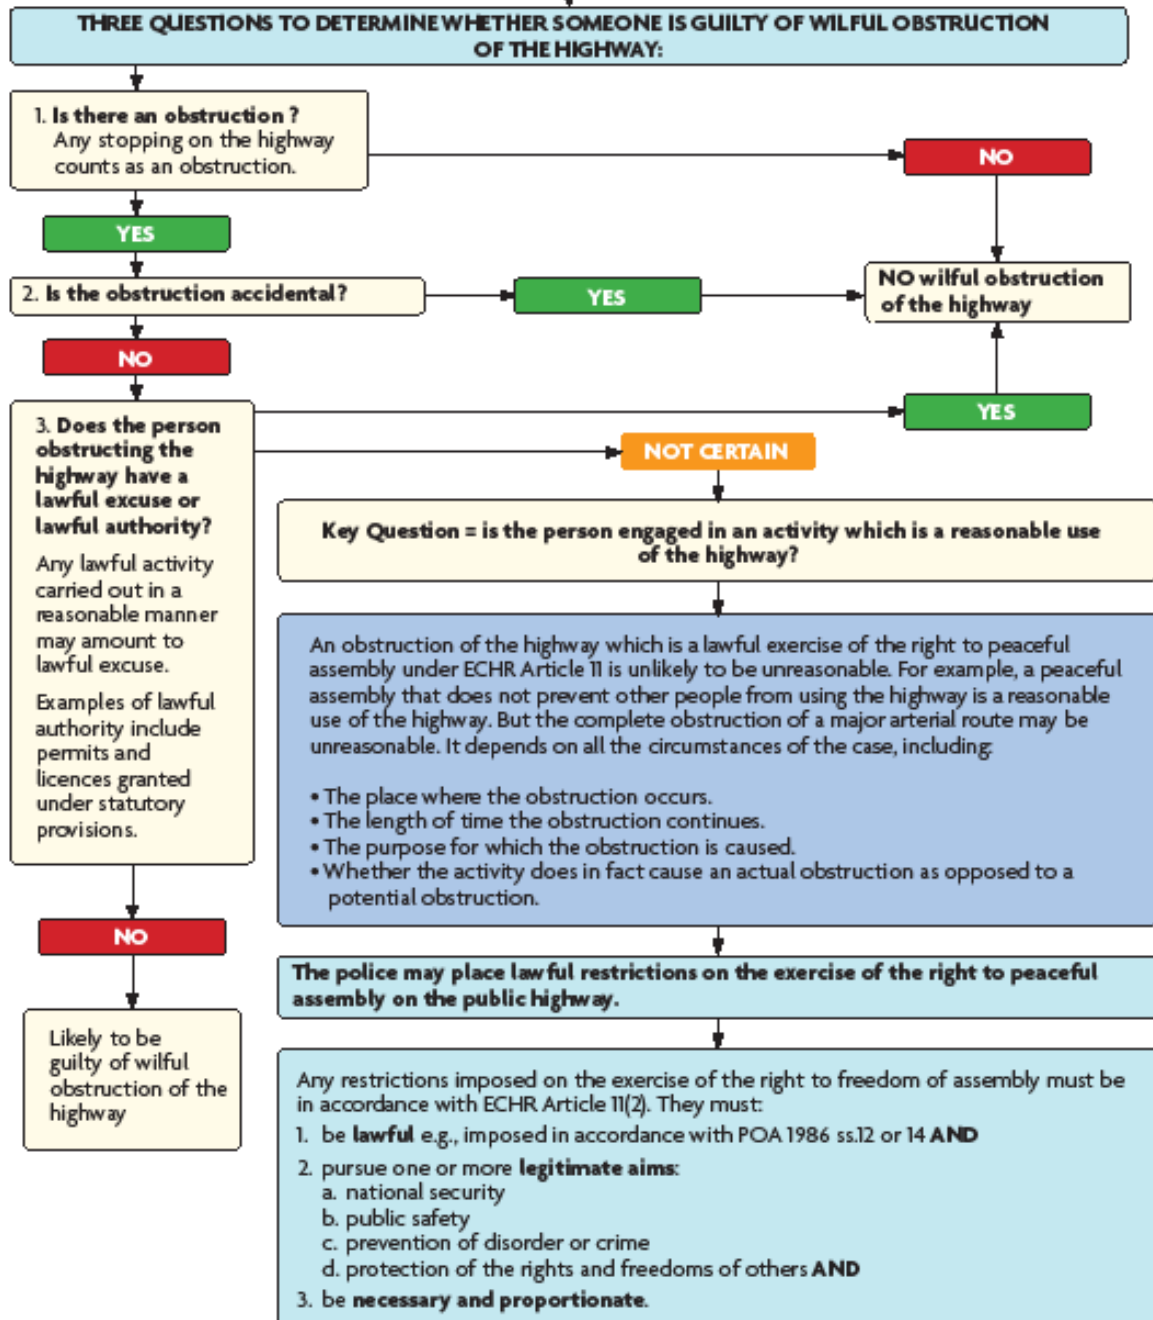 THREE QUESTIONS TO DETERMINE WHETHER SOMEONE IS GUILTY OF WILFUL OBSTRUCTION
OF THE HIGHWAY:
1. Is there an obstruction ?
Any stopping on the highway
counts as an obstruction.
NO
YES
2. Is the obstruction accidental?
YES
NO wilful obstruction
of the highway
NO
3. Does the person
obstructing the
highway have a
lawful excuse or
lawful authority?
Any lawful activity
carried out in a
reasonable manner
may amount to
lawful excuse.
Examples of lawful
authority include
permits and
licences granted
under statutory
provisions.
YES
NOT CERTAIN
Key Question = is the person engaged in an activity which is a reasonable use
of the highway?
An obstruction of the highway which is a lawful exercise of the right to peaceful
assembly under ECHR Article 11 is unlikely to be unreasonable. For example, a peaceful
assembly that does not prevent other people from using the highway is a reasonable
use of the highway. But the complete obstruction of a major arterial route may be
unreasonable. It depends on all the circumstances of the case, including:
• The place where the obstruction occurs.
• The length of time the obstruction continues.
• The purpose for which the obstruction is caused.
• Whether the activity does in fact cause an actual obstruction as opposed to a
potential obstruction.
NO
Likely to be
guilty of wilful
obstruction of the
highway
The police may place lawful restrictions on the exercise of the right to peaceful
assembly on the public highway.
Any restrictions imposed on the exercise of the right to freedom of assembly must be
in accordance with ECHR Article 11(2). They must:
1. be lawful e.g., imposed in accordance with POA 1986 ss.12 or 14 AND
2. pursue one or more legitimate aims:
a. national security
b. public safety
c. prevention of disorder or crime
d. protection of the rights and freedoms of others AND
3. be necessary and proportionate.